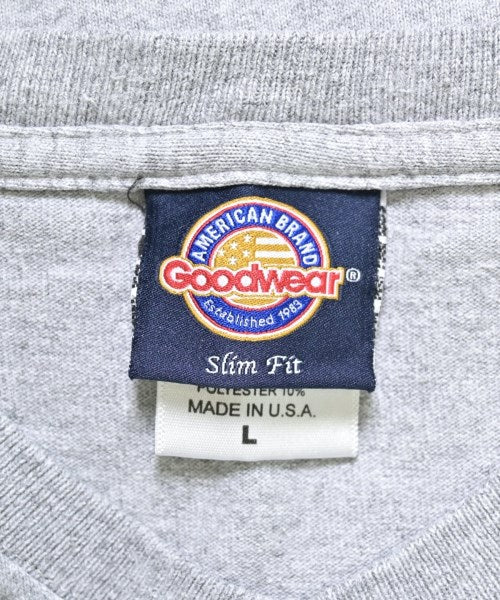 AMERICAN BRAND
Goodwear®
Established 1983
Slim Fit
POLYESTER 10%
MADE IN U.S.A.
L